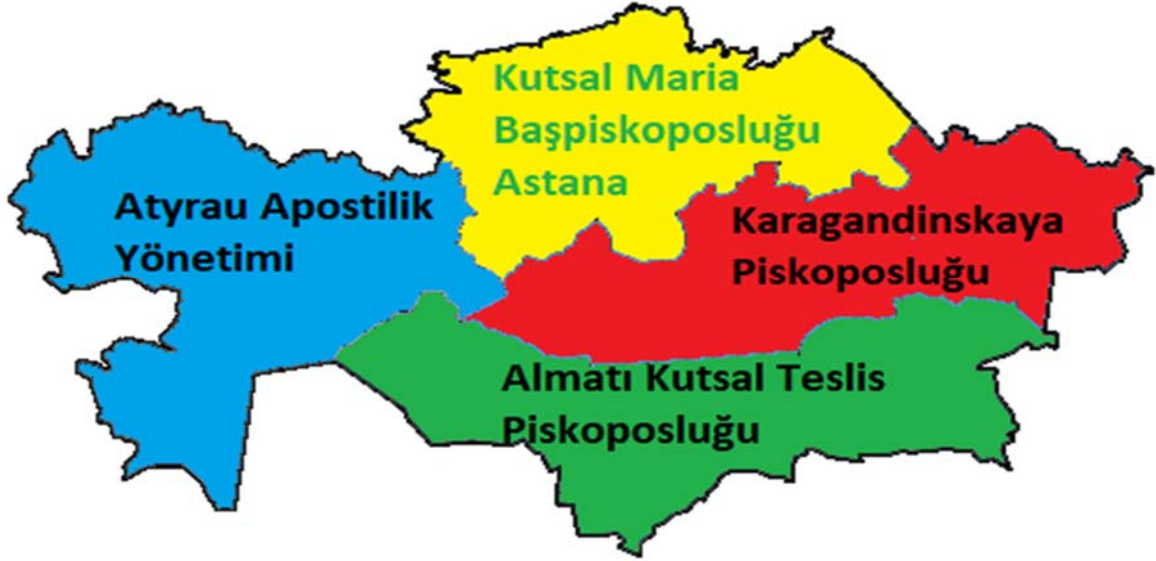 Kutsal Maria
Başpiskoposluğu
Astana
Atyrau Apostilik
Yönetimi
Karagandinskaya
Piskoposluğu
Almatı Kutsal Teslis
Piskoposluğu